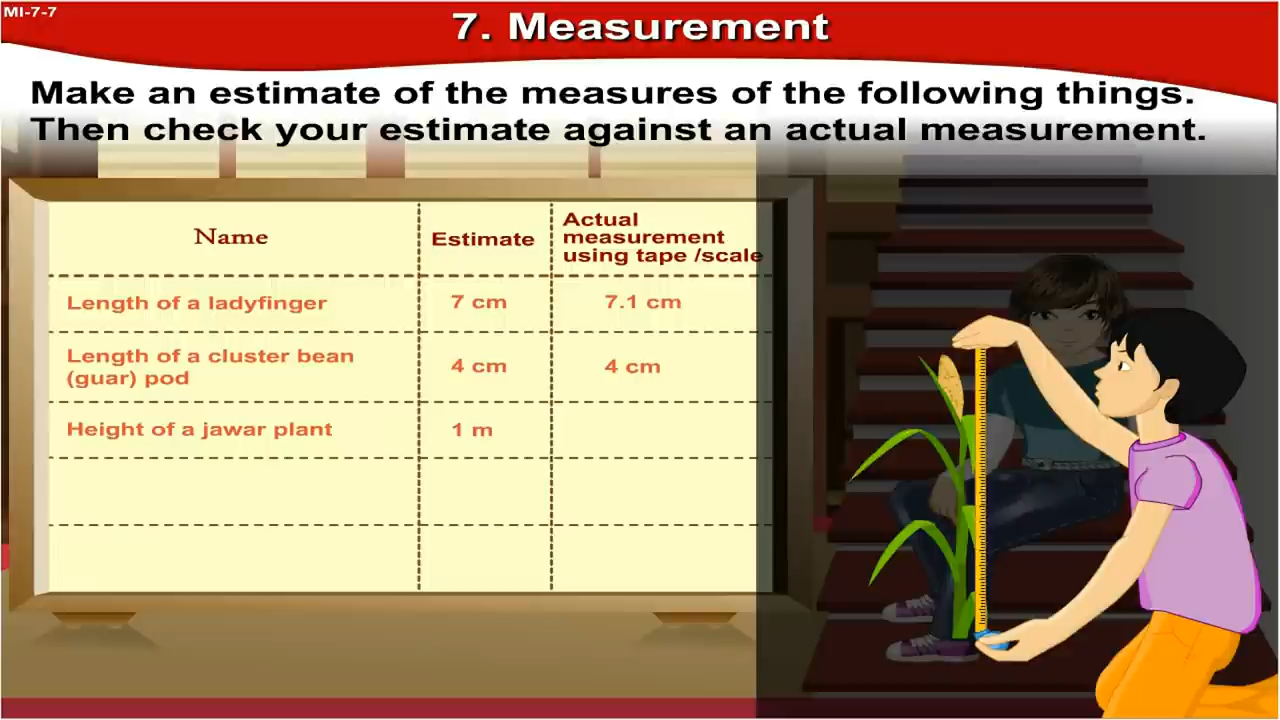 MI-7-7
7. Measurement
Make an estimate of the measures of the following things.
Then check your estimate against an actual measurement.
Name
Estimate
Actual
measurement
using tape /scale
Length of a ladyfinger
7 cm
7.1 cm
Length of a cluster bean
(guar) pod
4 cm
4 cm
Height of a jawar plant
1 m